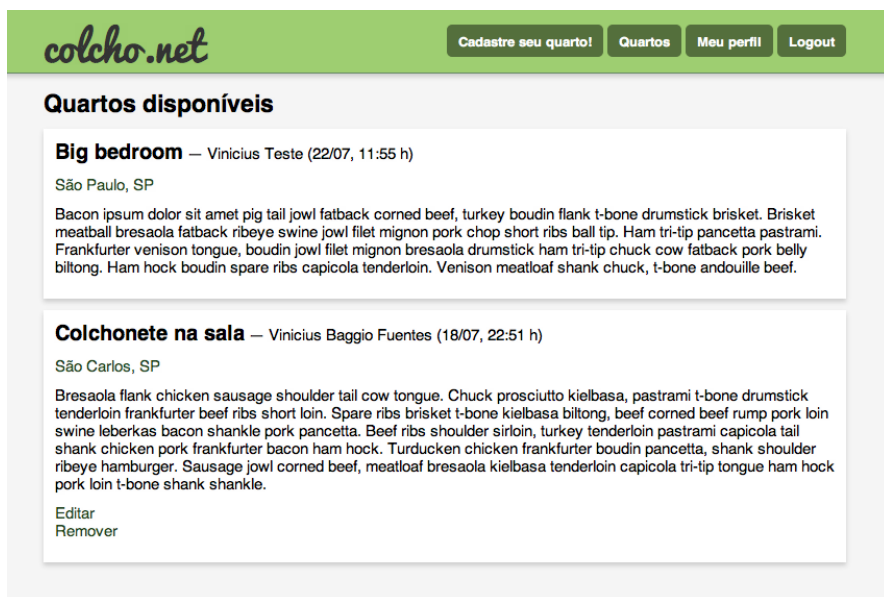 colcho.net
Cadastre seu quarto! Quartos Meu perfil Logout
Quartos disponíveis
Big bedroom — Vinicius Teste (22/07, 11:55 h)
São Paulo, SP
Bacon ipsum dolor sit amet pig tail jowl fatback corned beef, turkey boudin flank t-bone drumstick brisket. Brisket
meatball bresaola fatback ribeye swine jowl filet mignon pork chop short ribs ball tip. Ham tri-tip pancetta pastrami.
Frankfurter venison tongue, boudin jowl filet mignon bresaola drumstick ham tri-tip chuck cow fatback pork belly
biltong. Ham hock boudin spare ribs capicola tenderloin. Venison meatloaf shank chuck, t-bone andouille beef.
Colchonete na sala — Vinicius Baggio Fuentes (18/07, 22:51 h)
São Carlos, SP
Bresaola flank chicken sausage shoulder tail cow tongue. Chuck prosciutto kielbasa, pastrami t-bone drumstick
tenderloin frankfurter beef ribs short loin. Spare ribs brisket t-bone kielbasa biltong, beef corned beef rump pork loin
swine leberkas bacon shankle pork pancetta. Beef ribs shoulder sirloin, turkey tenderloin pastrami capicola tail
shank chicken pork frankfurter bacon ham hock. Turducken chicken frankfurter boudin pancetta, shank shoulder
ribeye hamburger. Sausage jowl corned beef, meatloaf bresaola kielbasa tenderloin capicola tri-tip tongue ham hock
pork loin t-bone shank shankle.
Editar
Remover